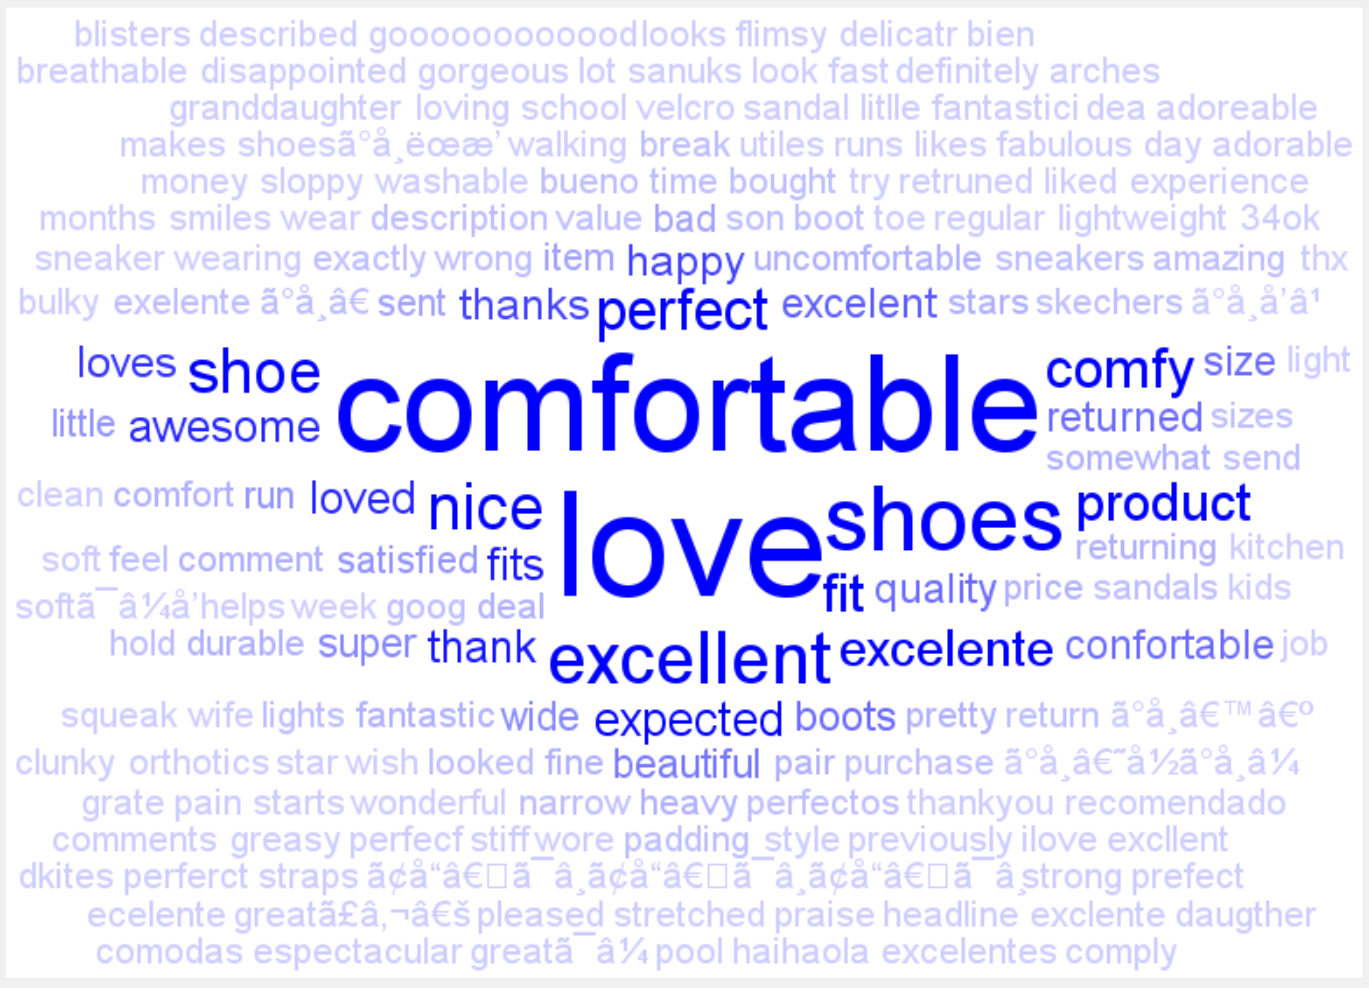 blisters described goooooooooood looks flimsy delicatr bien
breathable disappointed gorgeous lot sanuks look fast definitely arches
granddaughter loving school velcro sandal litlle fantastici dea adoreable
makes shoesã°å¸ëœæ’ walking break utiles runs likes fabulous day adorable
money sloppy washable bueno time bought try retruned liked experience
months smiles wear description value bad son boot toe regular lightweight 34ok
sneaker wearing exactly wrong item happy uncomfortable sneakers amazing thx
bulky exelente ã°å¸â€ sent thanks perfect excelent stars skechers ã°å¸å’â¹
loves shoe comfortable comfy size light
little awesome returned sizes
somewhat send
clean comfort run loved nice love shoes product
soft feel comment satisfied fits returning kitchen
softã¯â¼å’ helps week goog deal fit quality price sandals kids
hold durable super thank excellent excelente confortable job
squeak wife lights fantastic wide expected boots pretty return ã°å¸â€™â€º
clunky orthotics star wish looked fine beautiful pair purchase ã°å¸â€˜å½ã°å¸â¼
grate pain starts wonderful narrow heavy perfectos thankyou recomendado
comments greasy perfecf stiff wore padding style previously ilove excllent
dkites perferct straps ã¢å“â€□ã¯â¸ã¢å“â€□ã¯â¸ã¢å“â€□ã¯â¸ strong prefect
ecelente greatã£â‚¬â€š pleased stretched praise headline exclente daugther
comodas espectacular greatã¯â¼ pool haihaola excelentes comply